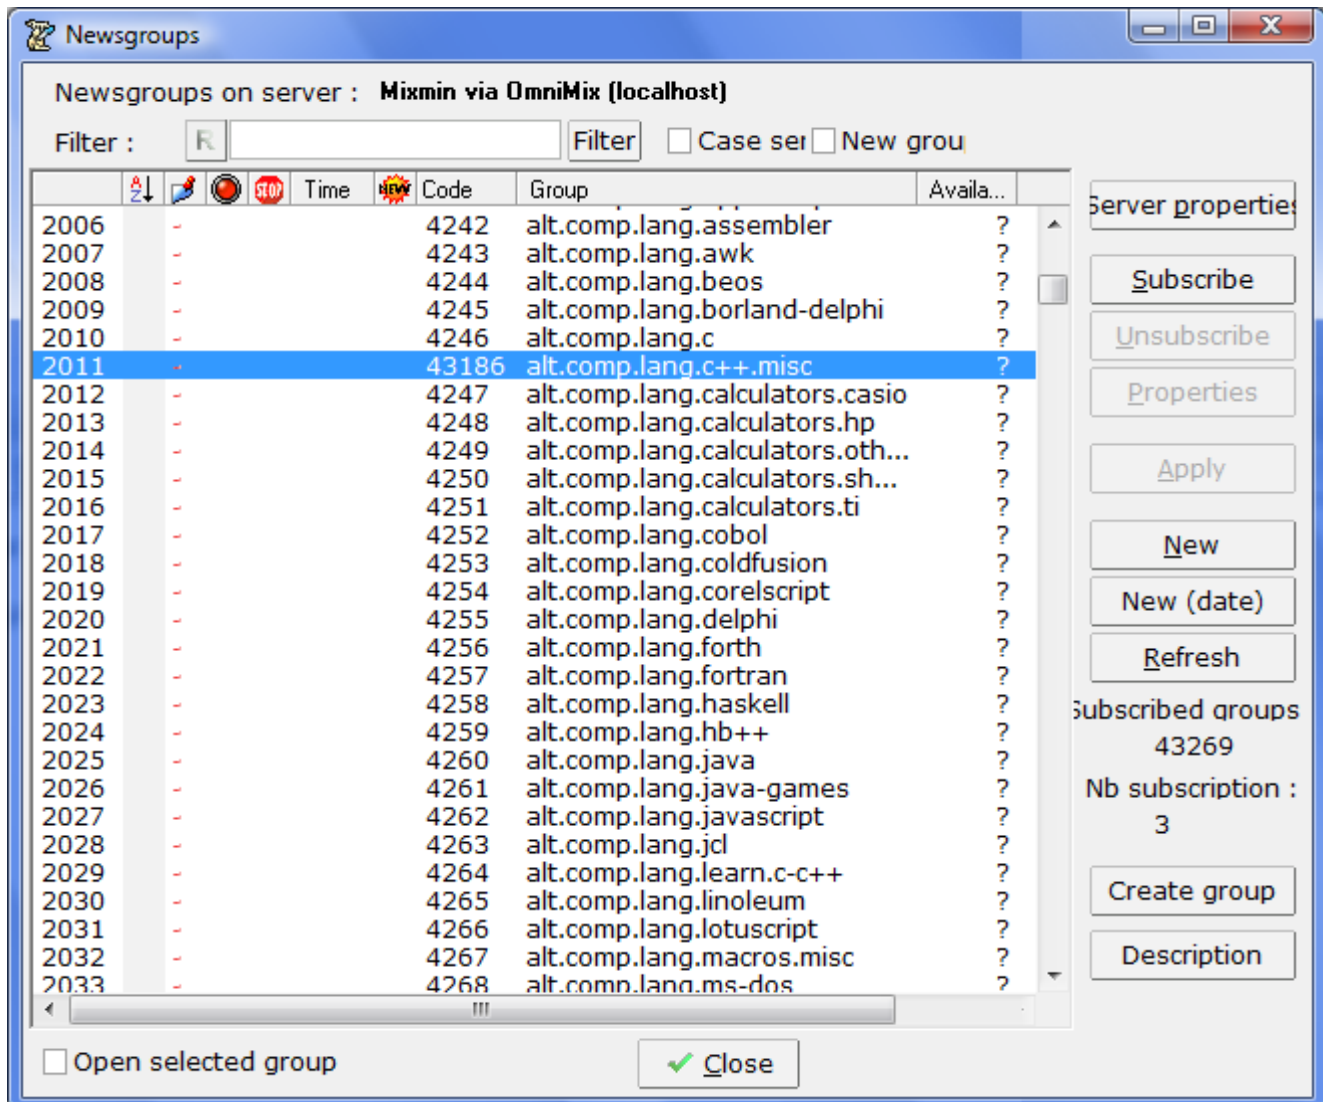 Newsgroups
Newsgroups on server : Mixmin via OmniMix (localhost)
Filter : R Filter Case ser New grou
A Z STOP Time NEW Code Group Availa...
2006 - 4242 alt.comp.lang.assembler ?
2007 - 4243 alt.comp.lang.awk ?
2008 - 4244 alt.comp.lang.beos ?
2009 - 4245 alt.comp.lang.borland-delphi ?
2010 - 4246 alt.comp.lang.c ?
2011 - 43186 alt.comp.lang.c++.misc ?
2012 - 4247 alt.comp.lang.calculators.casio ?
2013 - 4248 alt.comp.lang.calculators.hp ?
2014 - 4249 alt.comp.lang.calculators.oth... ?
2015 - 4250 alt.comp.lang.calculators.sh... ?
2016 - 4251 alt.comp.lang.calculators.ti ?
2017 - 4252 alt.comp.lang.cobol ?
2018 - 4253 alt.comp.lang.coldfusion ?
2019 - 4254 alt.comp.lang.corelscript ?
2020 - 4255 alt.comp.lang.delphi ?
2021 - 4256 alt.comp.lang.forth ?
2022 - 4257 alt.comp.lang.fortran ?
2023 - 4258 alt.comp.lang.haskell ?
2024 - 4259 alt.comp.lang.hb++ ?
2025 - 4260 alt.comp.lang.java ?
2026 - 4261 alt.comp.lang.java-games ?
2027 - 4262 alt.comp.lang.javascript ?
2028 - 4263 alt.comp.lang.jcl ?
2029 - 4264 alt.comp.lang.learn.c-c++ ?
2030 - 4265 alt.comp.lang.linoleum ?
2031 - 4266 alt.comp.lang.lotuscript ?
2032 - 4267 alt.comp.lang.macros.misc ?
2033 - 4268 alt.comp.lang.ms-dos ?
Server properties
Subscribe
Unsubscribe
Properties
Apply
New
New (date)
Refresh
Subscribed groups
43269
Nb subscription :
3
Create group
Description
Open selected group
Close